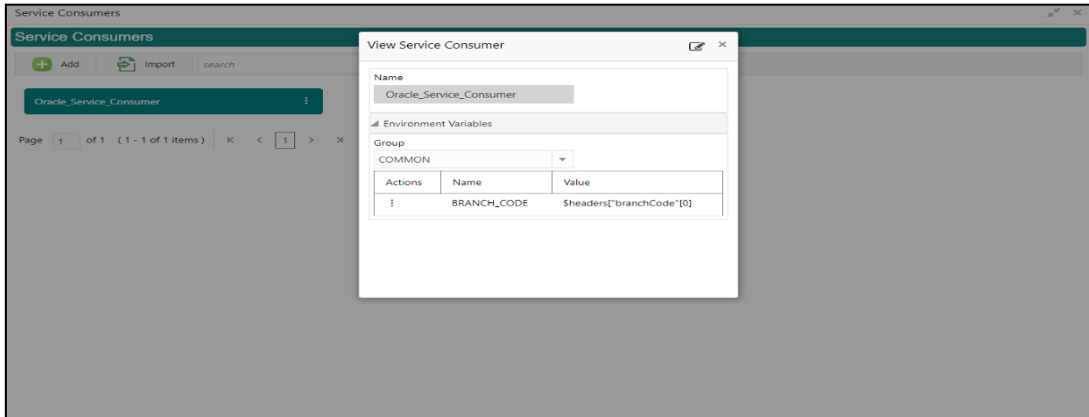 Service Consumers
Service Consumers
Add Import search
Oracle_Service_Consumer
Page 1 of 1 (1 - 1 of 1 items) K < 1 > >|
View Service Consumer
Name
Oracle_Service_Consumer
Environment Variables
Group
COMMON
Actions Name Value
BRANCH_CODE $headers["branchCode"[0]